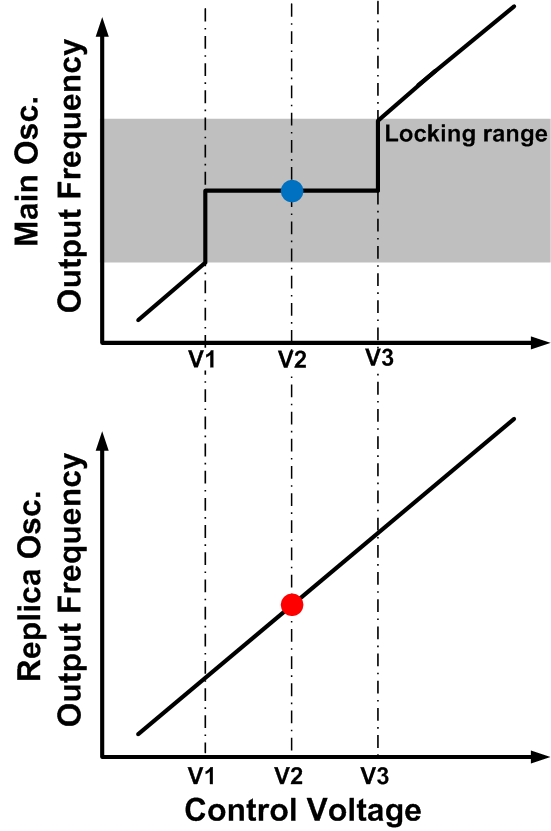 Main Osc.
Output Frequency
Locking range
V1 V2 V3
Replica Osc.
Output Frequency
V1 V2 V3
Control Voltage